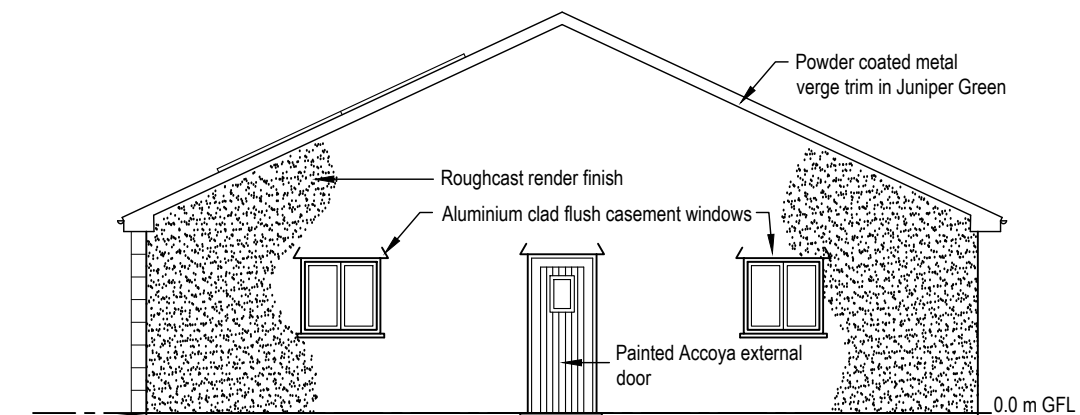 Powder coated metal
verge trim in Juniper Green
Roughcast render finish
Aluminium clad flush casement windows
Painted Accoya external
door
0.0 m GFL